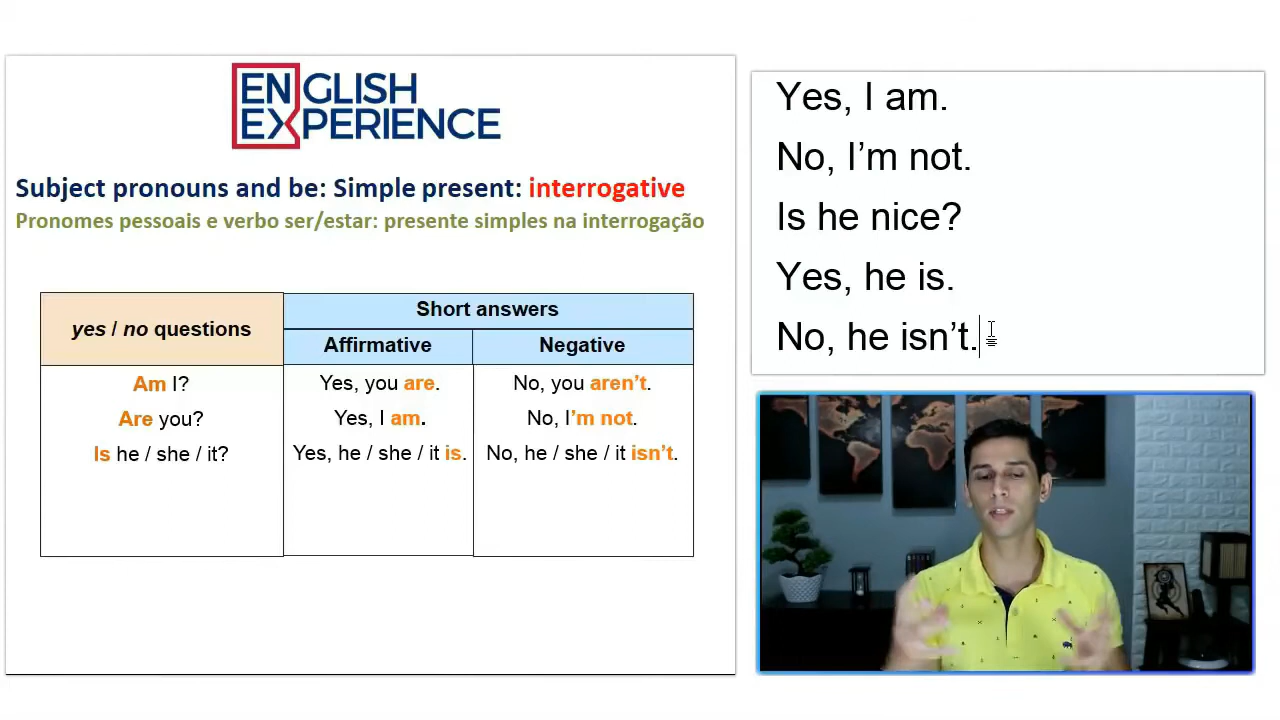 ENGLISH
EXPERIENCE
Subject pronouns and be: Simple present: interrogative
Pronomes pessoais e verbo ser/estar: presente simples na interrogação
yes / no questions
Short answers
Affirmative
Negative
Am I?
Yes, you are.
No, you aren’t.
Are you?
Yes, I am.
No, I’m not.
Is he / she / it?
Yes, he / she / it is.
No, he / she / it isn’t.
Yes, I am.
No, I’m not.
Is he nice?
Yes, he is.
No, he isn’t.